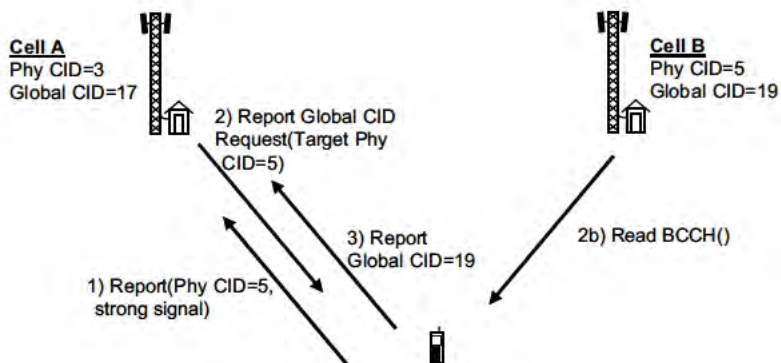 Cell A
Phy CID=3
Global CID=17
Cell B
Phy CID=5
Global CID=19
2) Report Global CID
Request(Target Phy
CID=5)
3) Report
Global CID=19
2b) Read BCCH()
1) Report(Phy CID=5,
strong signal)